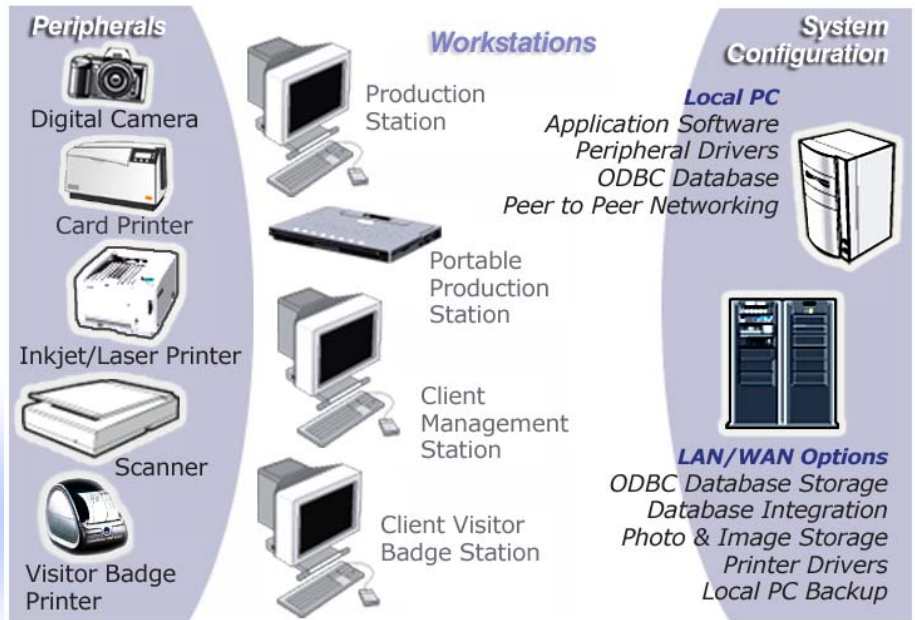 Peripherals
Digital Camera
Card Printer
Inkjet/Laser Printer
Scanner
Visitor Badge
Printer
Workstations
Production
Station
Portable
Production
Station
Client
Management
Station
Client Visitor
Badge Station
System
Configuration
Local PC
Application Software
Peripheral Drivers
ODBC Database
Peer to Peer Networking
LAN/WAN Options
ODBC Database Storage
Database Integration
Photo & Image Storage
Printer Drivers
Local PC Backup